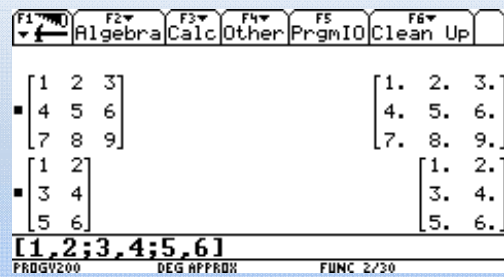 F1 F2 Algebra F3 Calc F4 Other F5 PrgmIO F6 Clean Up
[1 2 3] [1. 2. 3.]
[4 5 6] [4. 5. 6.]
[7 8 9] [7. 8. 9.]
[1 2] [1. 2.]
[3 4] [3. 4.]
[5 6] [5. 6.]
[1,2;3,4;5,6]
PROGV200 DEG APPROX FUNC 2/30